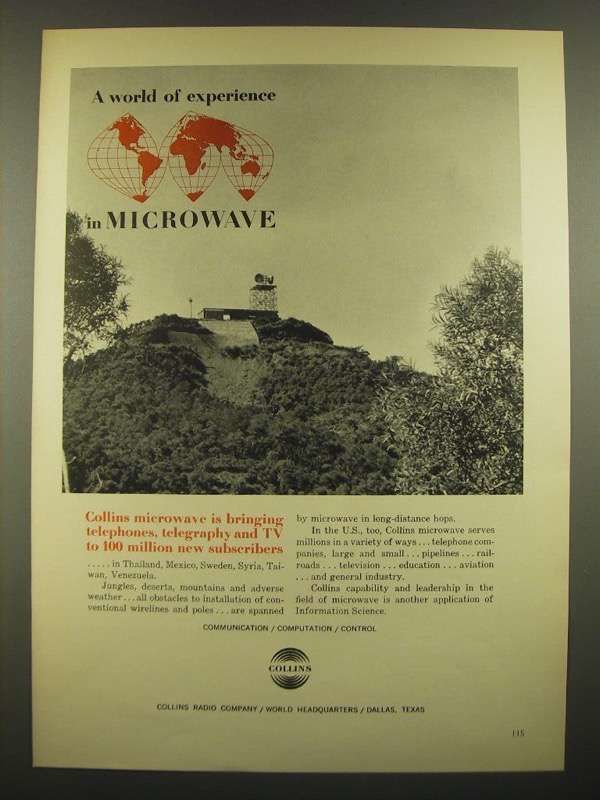 A world of experience
in MICROWAVE
Collins microwave is bringing
telephones, telegraphy and TV
to 100 million new subscribers
..... in Thailand, Mexico, Sweden, Syria, Tai-
wan, Venezuela.
Jungles, deserts, mountains and adverse
weather...all obstacles to installation of con-
ventional wirelines and poles...are spanned
by microwave in long-distance hops.
In the U.S., too, Collins microwave serves
millions in a variety of ways...telephone com-
panies, large and small...pipelines...rail-
roads...television...education...aviation
...and general industry.
Collins capability and leadership in the
field of microwave is another application of
Information Science.
COMMUNICATION / COMPUTATION / CONTROL
COLLINS
COLLINS RADIO COMPANY / WORLD HEADQUARTERS / DALLAS, TEXAS
115